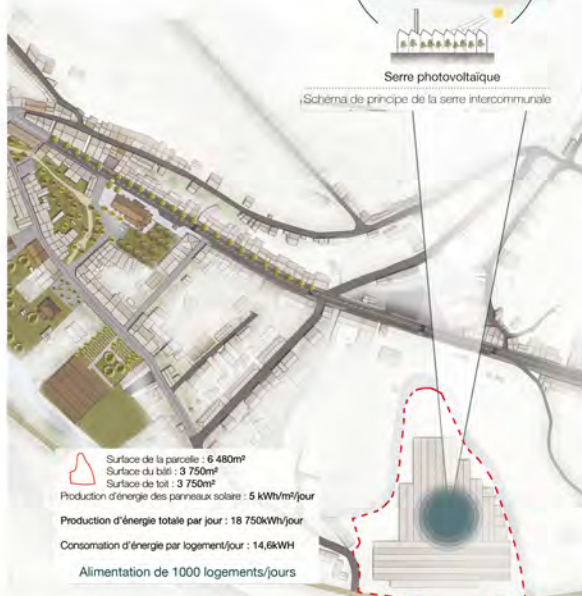 Serre photovoltaïque
Schéma de principe de la serre intercommunale
Surface de la parcelle : 6 480m²
Surface du bâti : 3 750m²
Surface de toit : 3 750m²
Production d'énergie des panneaux solaire : 5 kWh/m²/jour
Production d'énergie totale par jour : 18 750kWh/jour
Consomation d'énergie par logement/jour : 14,6kWH
Alimentation de 1000 logements/jours